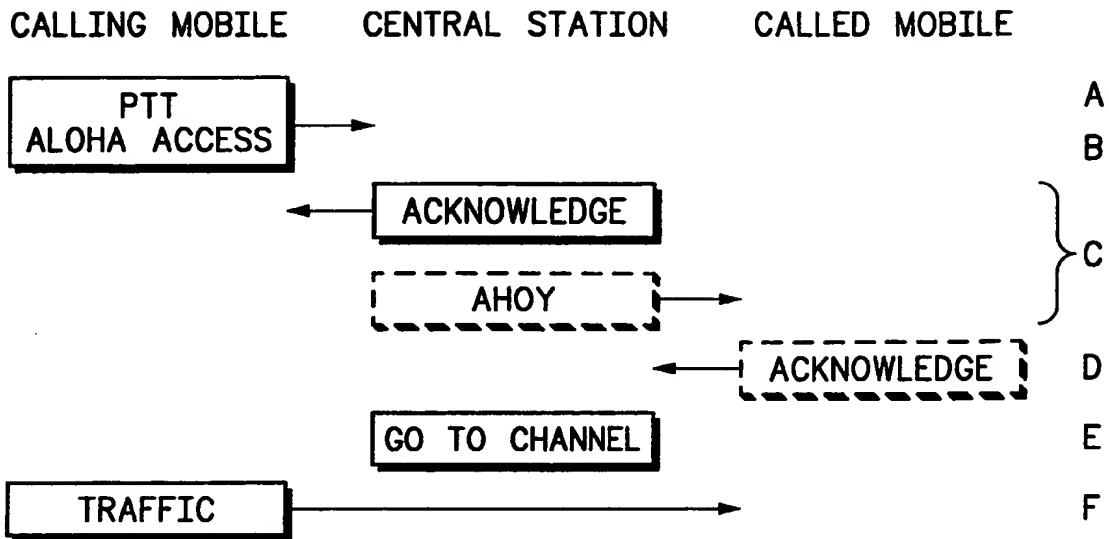 CALLING MOBILE CENTRAL STATION CALLED MOBILE
PTT A
ALOHA ACCESS B
ACKNOWLEDGE
C
AHOY
ACKNOWLEDGE D
GO TO CHANNEL E
TRAFFIC F